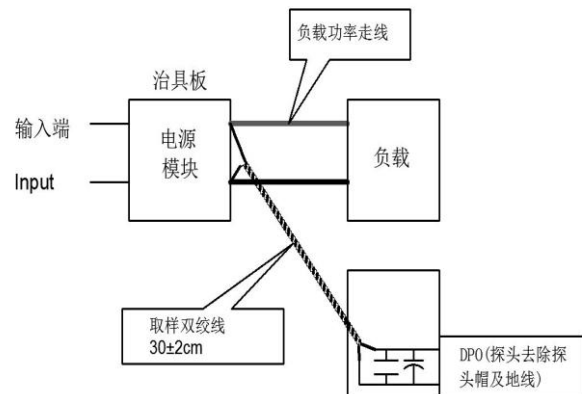 负载功率走线
治具板
输入端
Input
电源
模块
负载
取样双绞线
30±2cm
DPO(探头去除探
头帽及地线)